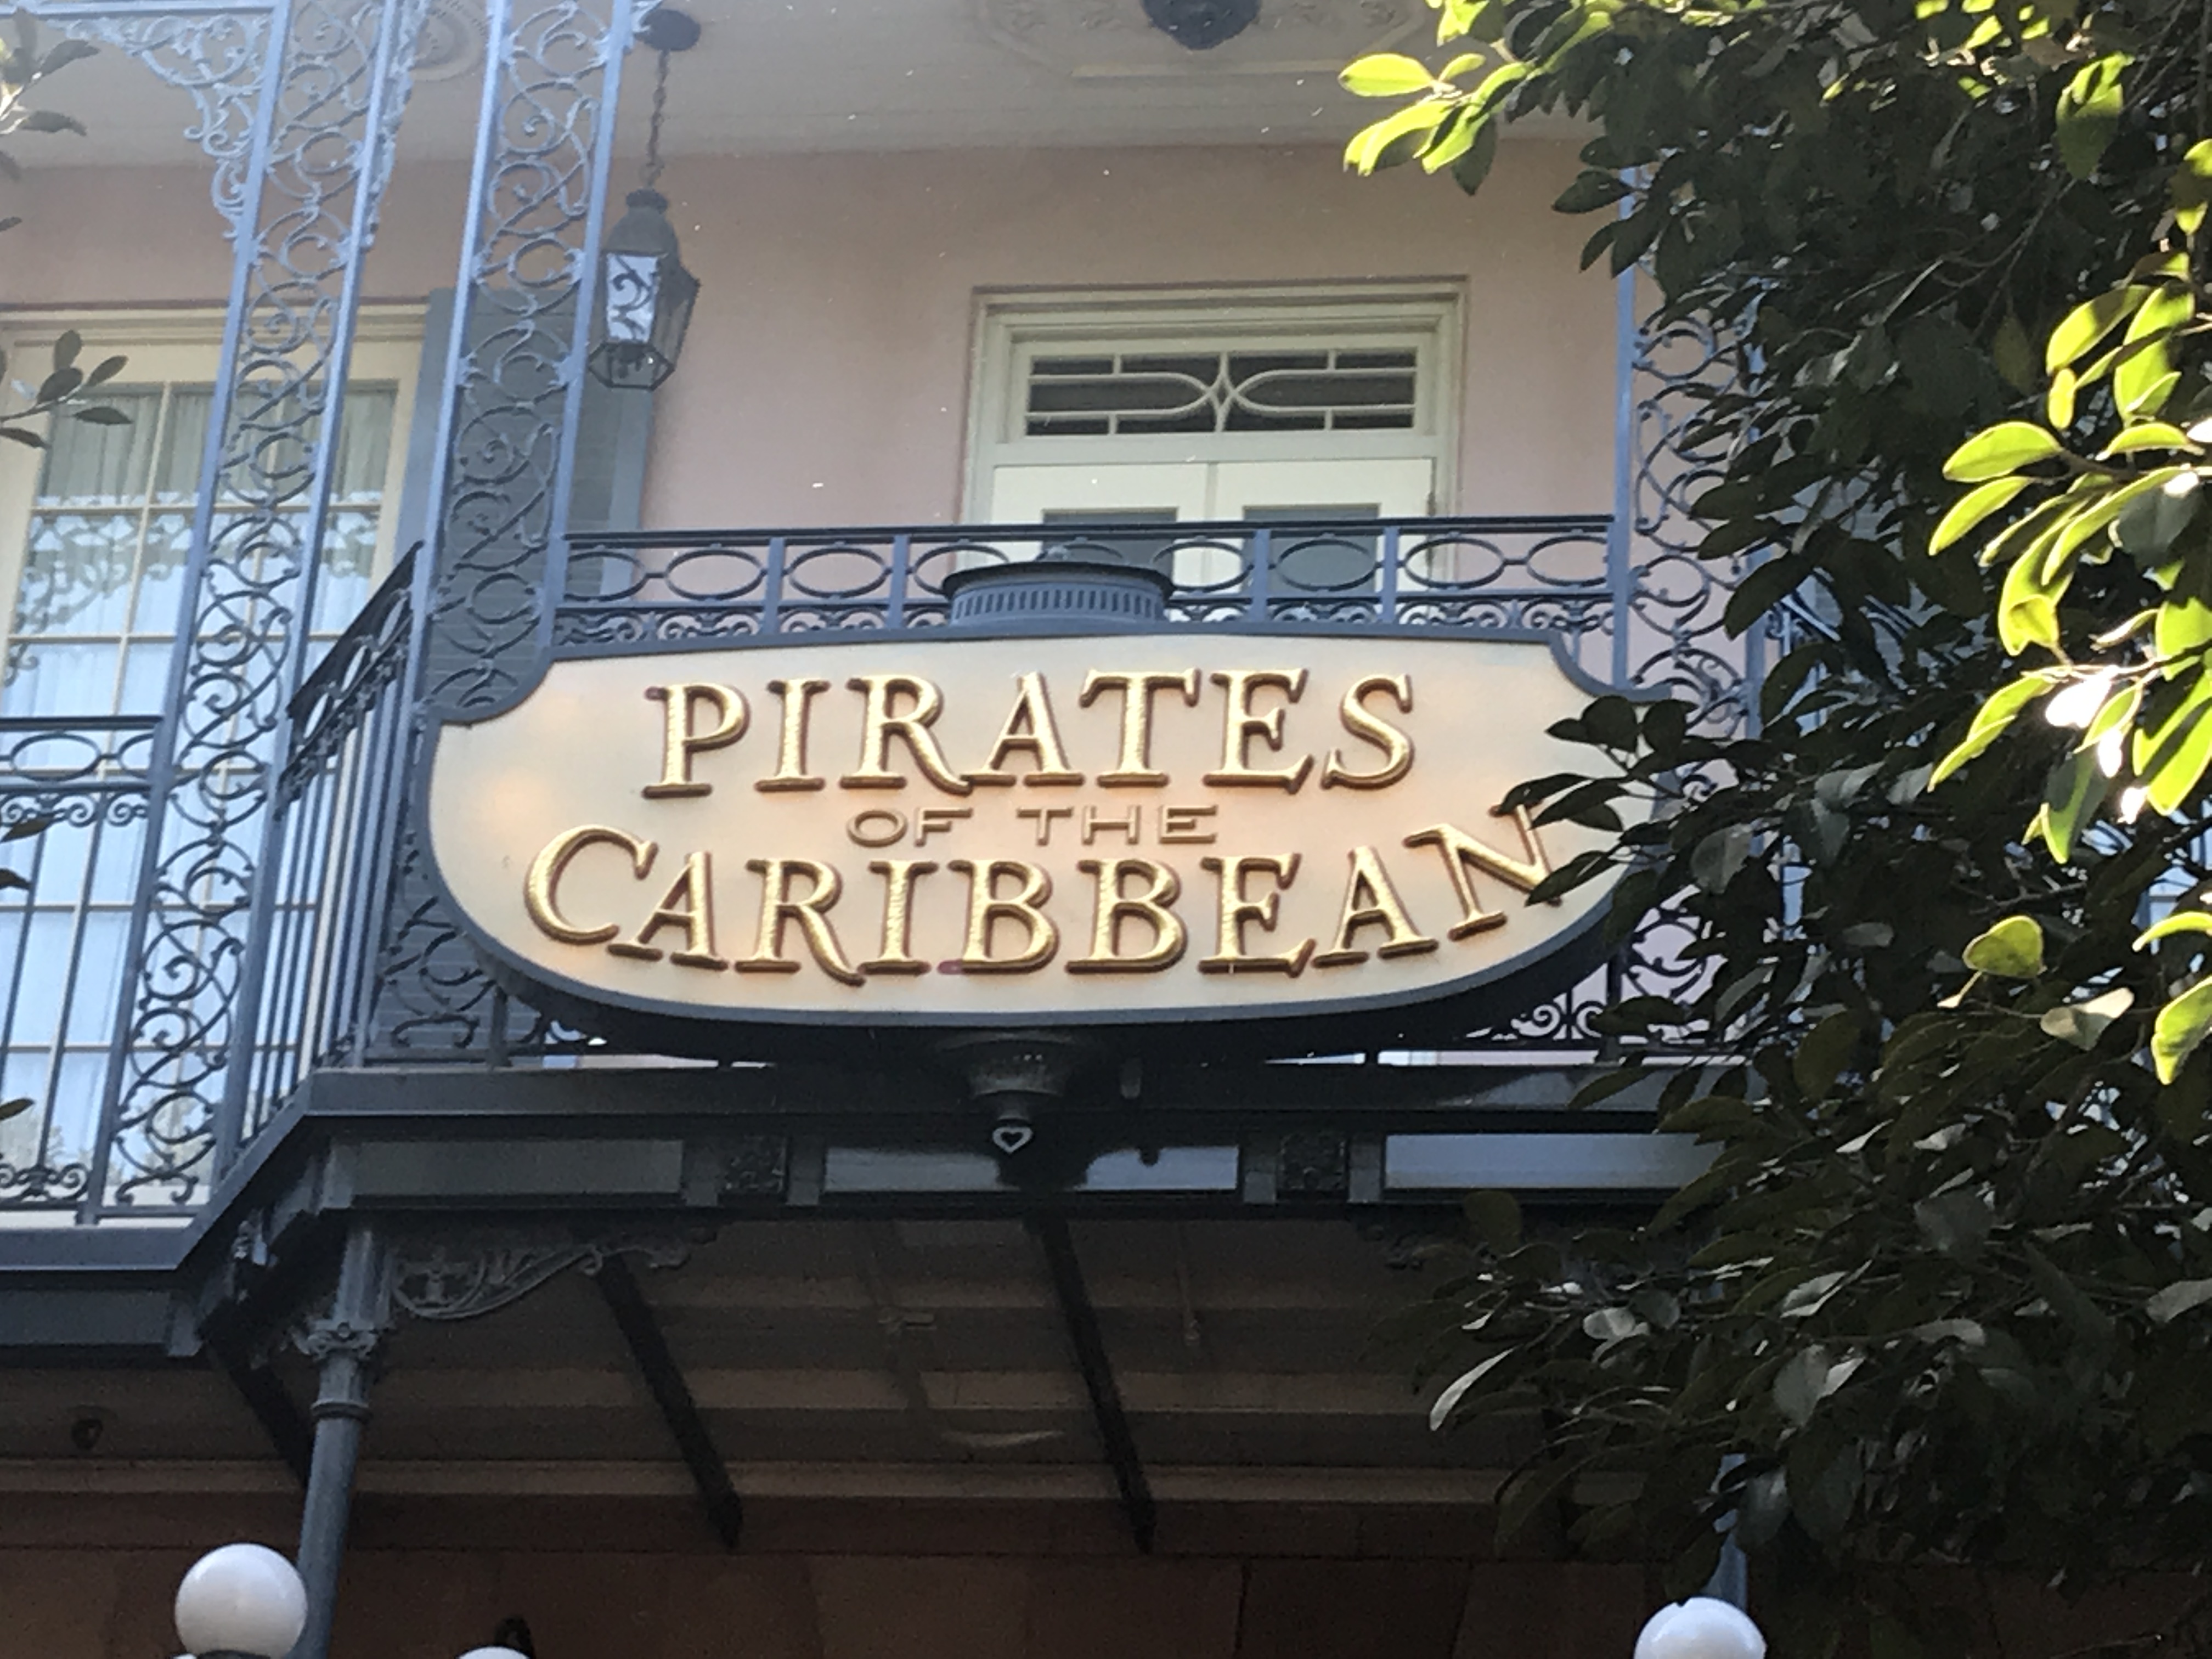 PIRATES
OF THE
CARIBBEAN